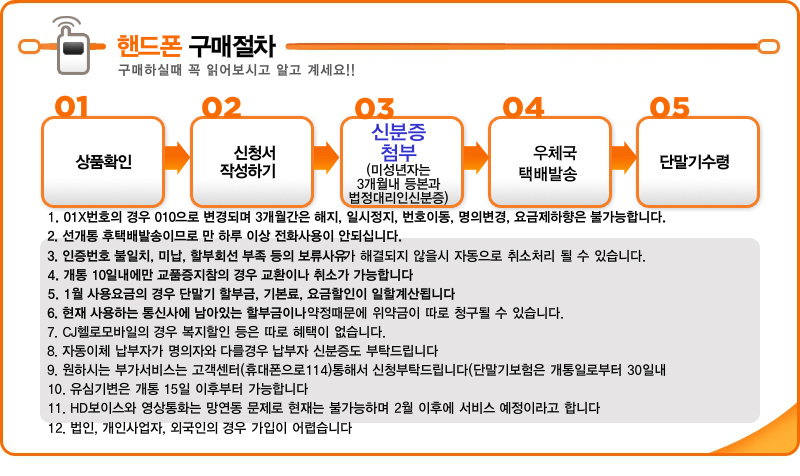 핸드폰 구매절차
구매하실때 꼭 읽어보시고 알고 계세요!!
01
상품확인
02
신청서
작성하기
03
신분증
첨부
(미성년자는
3개월내 등본과
법정대리인신분증)
04
우체국
택배발송
05
단말기수령
1. 01X번호의 경우 010으로 변경되며 3개월간은 해지, 일시정지, 번호이동, 명의변경, 요금제하향은 불가능합니다.
2. 선개통 후택배발송이므로 만 하루 이상 전화사용이 안되십니다.
3. 인증번호 불일치, 미납, 할부회선 부족 등의 보류사유가 해결되지 않을시 자동으로 취소처리 될 수 있습니다.
4. 개통 10일내에만 교품증지참의 경우 교환이나 취소가 가능합니다
5. 1월 사용요금의 경우 단말기 할부금, 기본료, 요금할인이 일할계산됩니다
6. 현재 사용하는 통신사에 남아있는 할부금이나약정때문에 위약금이 따로 청구될 수 있습니다.
7. CJ헬로모바일의 경우 복지할인 등은 따로 혜택이 없습니다.
8. 자동이체 납부자가 명의자와 다를경우 납부자 신분증도 부탁드립니다
9. 원하시는 부가서비스는 고객센터(휴대폰으로114)통해서 신청부탁드립니다(단말기보험은 개통일로부터 30일내
10. 유심기변은 개통 15일 이후부터 가능합니다
11. HD보이스와 영상통화는 망연동 문제로 현재는 불가능하며 2월 이후에 서비스 예정이라고 합니다
12. 법인, 개인사업자, 외국인의 경우 가입이 어렵습니다